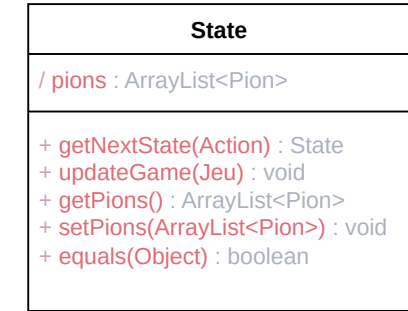 State
/ pions : ArrayList<Pion>
+ getNextState(Action) : State
+ updateGame(Jeu) : void
+ getPions() : ArrayList<Pion>
+ setPions(ArrayList<Pion>) : void
+ equals(Object) : boolean